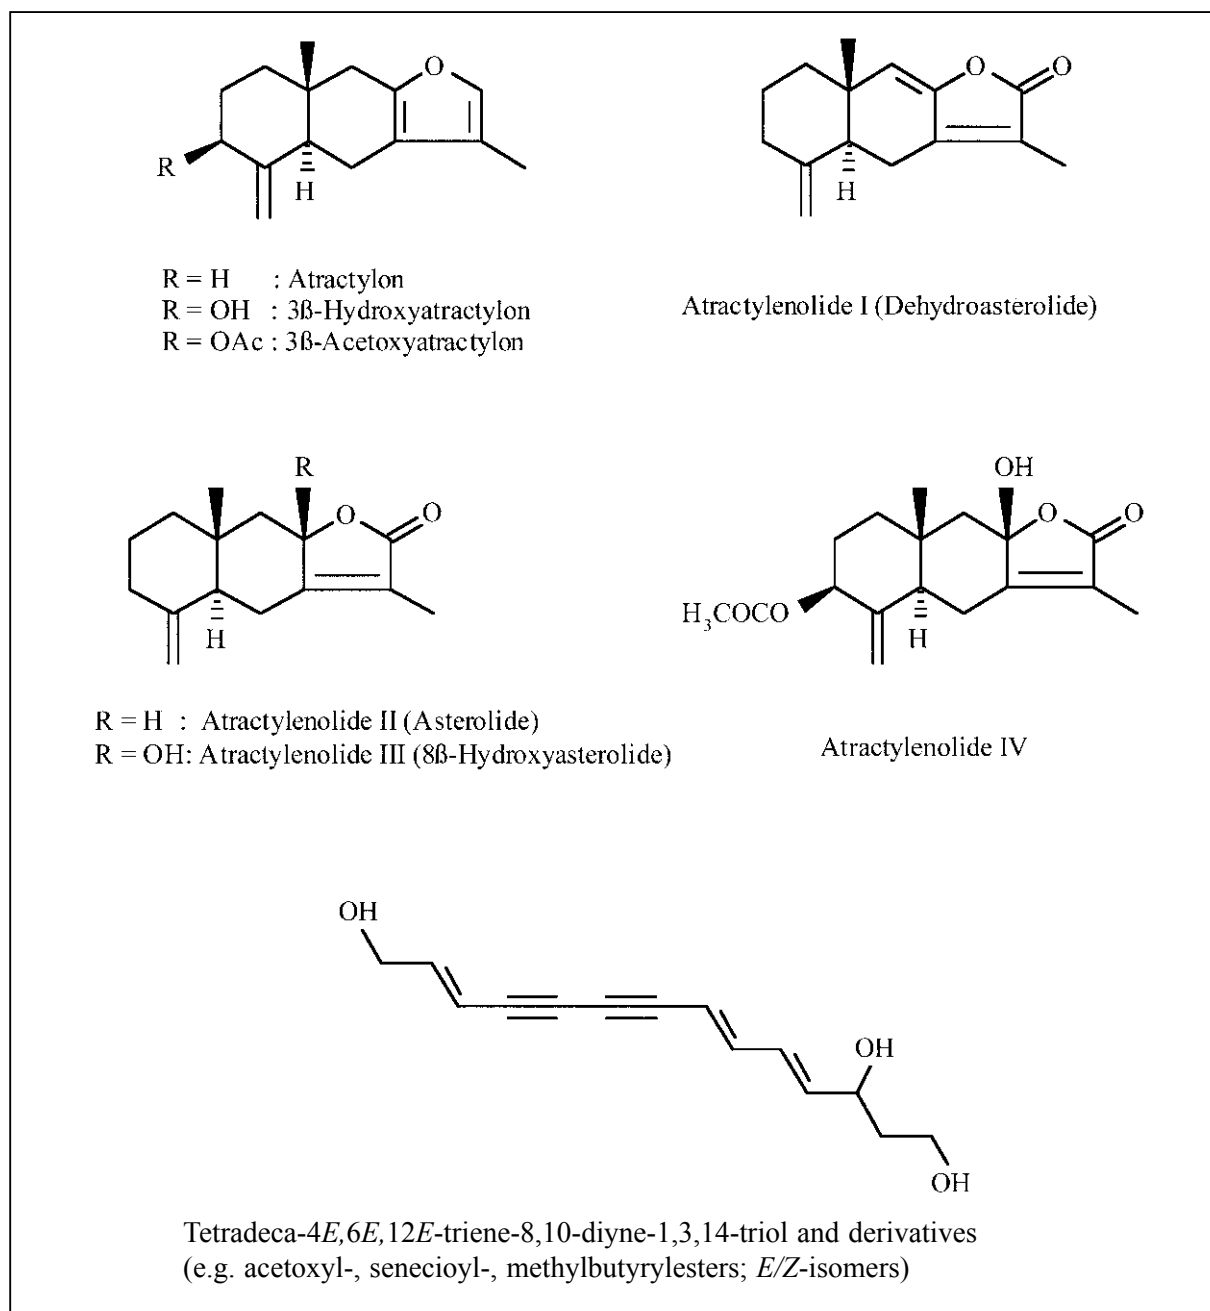 O
R
H
R = H : Atractylon
R = OH : 3ß-Hydroxyatractylon
R = OAc : 3ß-Acetoxyatractylon
O
O
H
Atractylenolide I (Dehydroasterolide)
R
O
O
H
R = H : Atractylenolide II (Asterolide)
R = OH: Atractylenolide III (8ß-Hydroxyasterolide)
OH
O
O
H₃COCO
H
Atractylenolide IV
OH
OH
OH
Tetradeca-4E,6E,12E-triene-8,10-diyne-1,3,14-triol and derivatives
(e.g. acetoxyl-, senecioyl-, methylbutyrylesters; E/Z-isomers)